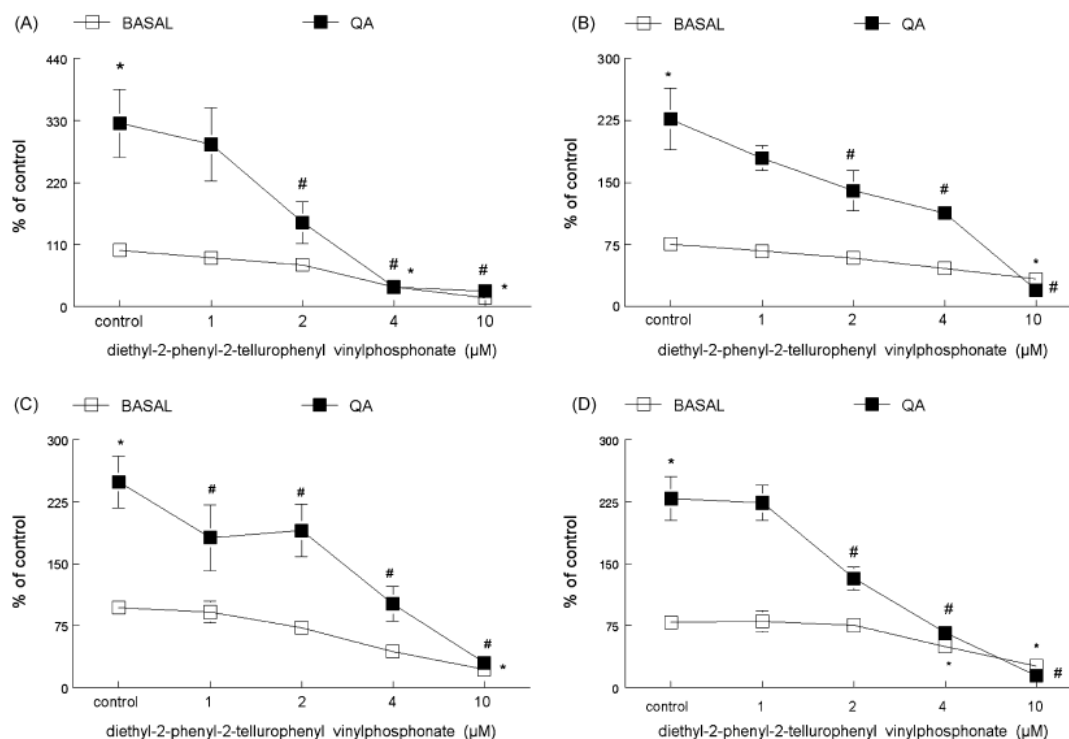 (A) BASAL QA
440
330
220
110
0
% of control
* # # * # *
control 1 2 4 10
diethyl-2-phenyl-2-tellurophenyl vinylphosphonate (µM)
(B) BASAL QA
300
225
150
75
0
% of control
* # # * #
control 1 2 4 10
diethyl-2-phenyl-2-tellurophenyl vinylphosphonate (µM)
(C) BASAL QA
300
225
150
75
0
% of control
* # # # # *
control 1 2 4 10
diethyl-2-phenyl-2-tellurophenyl vinylphosphonate (µM)
(D) BASAL QA
300
225
150
75
0
% of control
* # # * * #
control 1 2 4 10
diethyl-2-phenyl-2-tellurophenyl vinylphosphonate (µM)